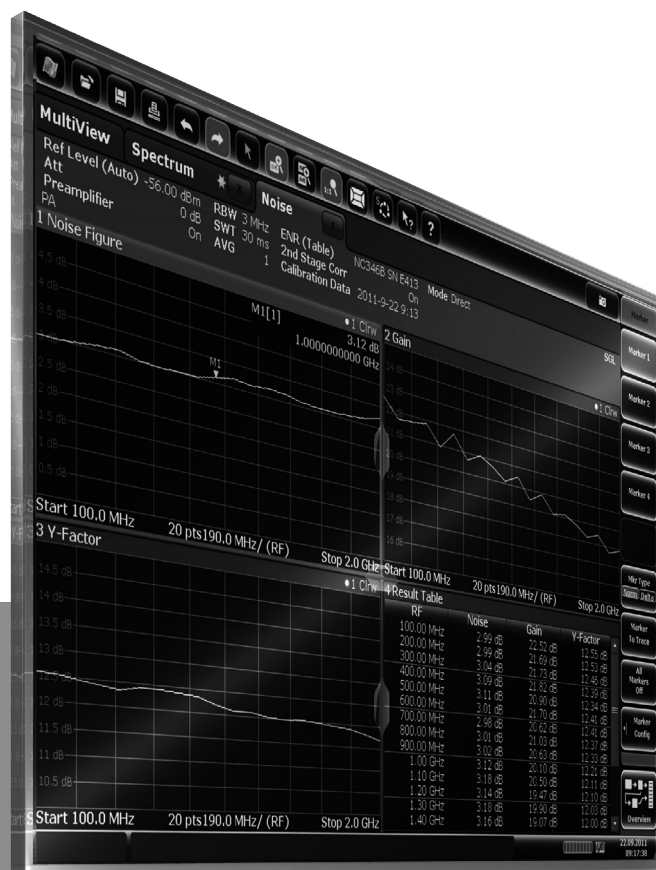 MultiView
Spectrum
Noise
Ref Level (Auto) -56.00 dBm RBW 3 MHz ENR (Table) NC346B SN E413 Mode Direct
Att 0 dB SWT 30 ms 2nd Stage Corr On
Preamplifier On AVG 1 Calibration Data 2011-9-22 9:13
PA
SGL
1 Noise Figure
1 Clrw
M1[1] 3.12 dB
1.0000000000 GHz
M1
4.5 dB
4 dB
2.5 dB
2 dB
1.5 dB
1 dB
0.5 dB
Start 100.0 MHz 20 pts 190.0 MHz/ (RF) Stop 2.0 GHz
2 Gain
1 Clrw
24 dB
23 dB
20 dB
19 dB
18 dB
17 dB
16 dB
Start 100.0 MHz 20 pts 190.0 MHz/ (RF) Stop 2.0 GHz
3 Y-Factor
1 Clrw
14.5 dB
14 dB
13.5 dB
13 dB
12.5 dB
12 dB
11.5 dB
11 dB
10.5 dB
Start 100.0 MHz 20 pts 190.0 MHz/ (RF) Stop 2.0 GHz
4 Result Table
RF Noise Gain Y-Factor
100.00 MHz 2.99 dB 22.52 dB 12.55 dB
200.00 MHz 2.99 dB 21.69 dB 12.53 dB
300.00 MHz 3.04 dB 21.73 dB 12.46 dB
400.00 MHz 3.09 dB 21.82 dB 12.39 dB
500.00 MHz 3.11 dB 20.90 dB 12.34 dB
600.00 MHz 3.01 dB 21.70 dB 12.41 dB
700.00 MHz 2.98 dB 20.62 dB 12.41 dB
800.00 MHz 3.01 dB 21.03 dB 12.37 dB
900.00 MHz 3.02 dB 20.63 dB 12.33 dB
1.00 GHz 3.12 dB 20.10 dB 12.21 dB
1.10 GHz 3.18 dB 20.50 dB 12.11 dB
1.20 GHz 3.14 dB 19.47 dB 12.10 dB
1.30 GHz 3.18 dB 19.90 dB 12.03 dB
1.40 GHz 3.16 dB 19.07 dB 12.00 dB
Marker
Marker 1
Marker 2
Marker 3
Marker 4
Mkr Type
Norm Delta
Marker
To Trace
All
Markers
Off
Marker
Config
Overview
22.09.2011
09:17:38